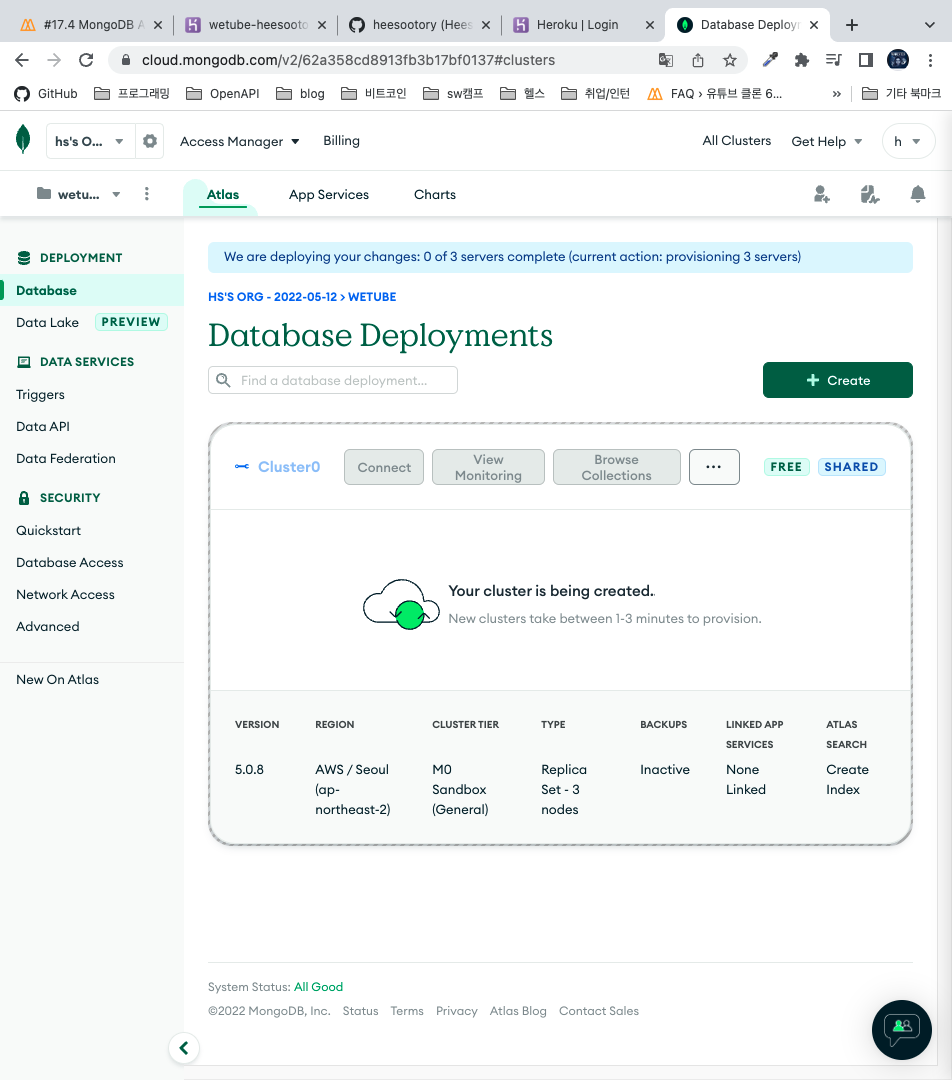 #17.4 MongoDB A
wetube-heesooto
heesootory (Hees
Heroku | Login
Database Deploym
cloud.mongodb.com/v2/62a358cd8913fb3b17bf0137#clusters
GitHub
프로그래밍
OpenAPI
blog
비트코인
sw캠프
헬스
취업/인턴
FAQ › 유튜브 클론 6...
»
기타 북마크
hs's O...
Access Manager
Billing
All Clusters
Get Help
h
wetu...
Atlas
App Services
Charts
DEPLOYMENT
Database
Data Lake PREVIEW
DATA SERVICES
Triggers
Data API
Data Federation
SECURITY
Quickstart
Database Access
Network Access
Advanced
New On Atlas
We are deploying your changes: 0 of 3 servers complete (current action: provisioning 3 servers)
HS'S ORG - 2022-05-12 > WETUBE
Database Deployments
Find a database deployment...
+ Create
Cluster0
Connect
View
Monitoring
Browse
Collections
...
FREE
SHARED
Your cluster is being created..
New clusters take between 1-3 minutes to provision.
VERSION
5.0.8
REGION
AWS / Seoul
(ap-
northeast-2)
CLUSTER TIER
M0
Sandbox
(General)
TYPE
Replica
Set - 3
nodes
BACKUPS
Inactive
LINKED APP
SERVICES
None
Linked
ATLAS
SEARCH
Create
Index
System Status: All Good
©2022 MongoDB, Inc. Status Terms Privacy Atlas Blog Contact Sales